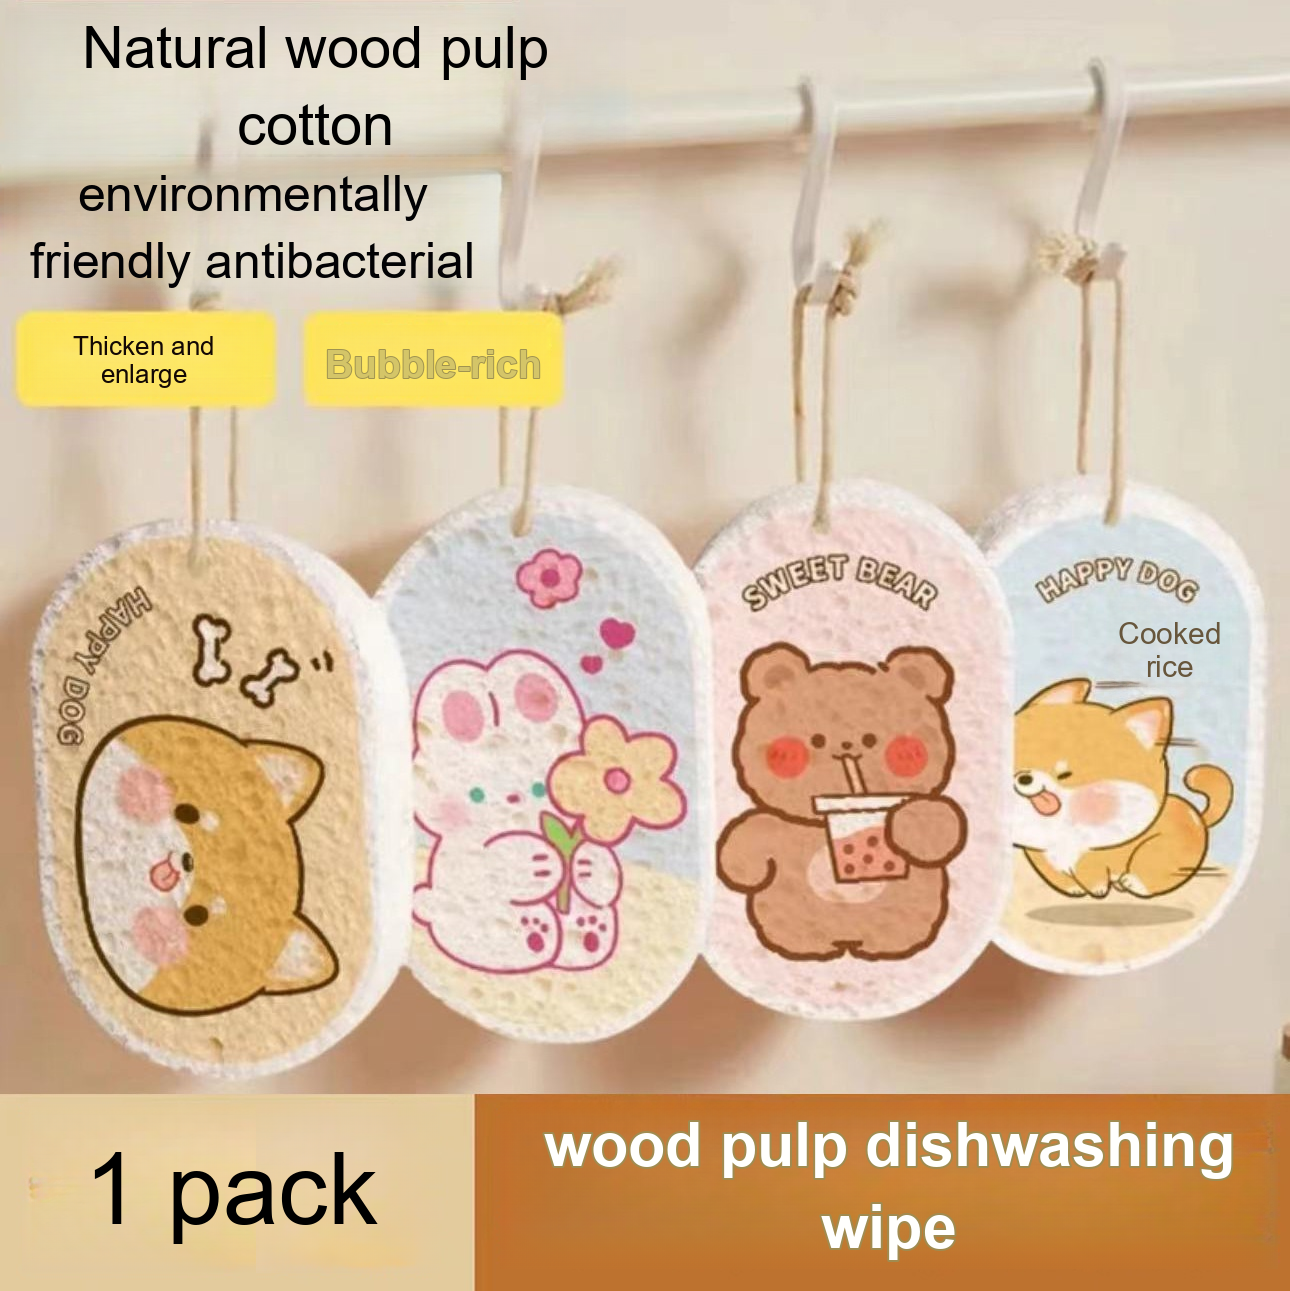 Natural wood pulp
cotton
environmentally
friendly antibacterial
Thicken and
enlarge
Bubble-rich
HAPPY DOG
SWEET BEAR
HAPPY DOG
Cooked
rice
1 pack
wood pulp dishwashing
wipe